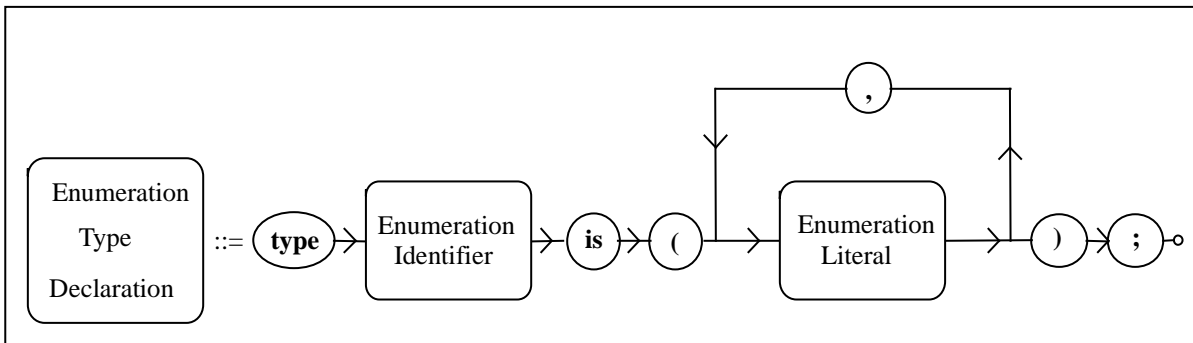 ,
Enumeration
Type
Declaration
::=
type
Enumeration
Identifier
is
(
Enumeration
Literal
)
;